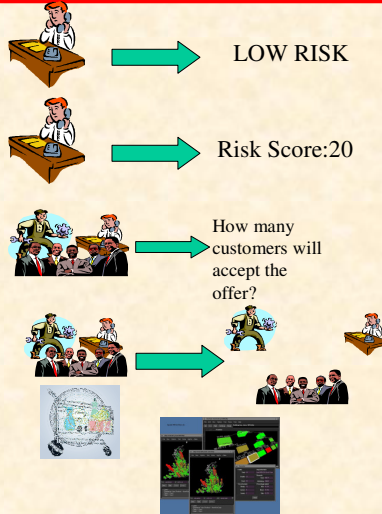 LOW RISK
Risk Score:20
How many
customers will
accept the
offer?